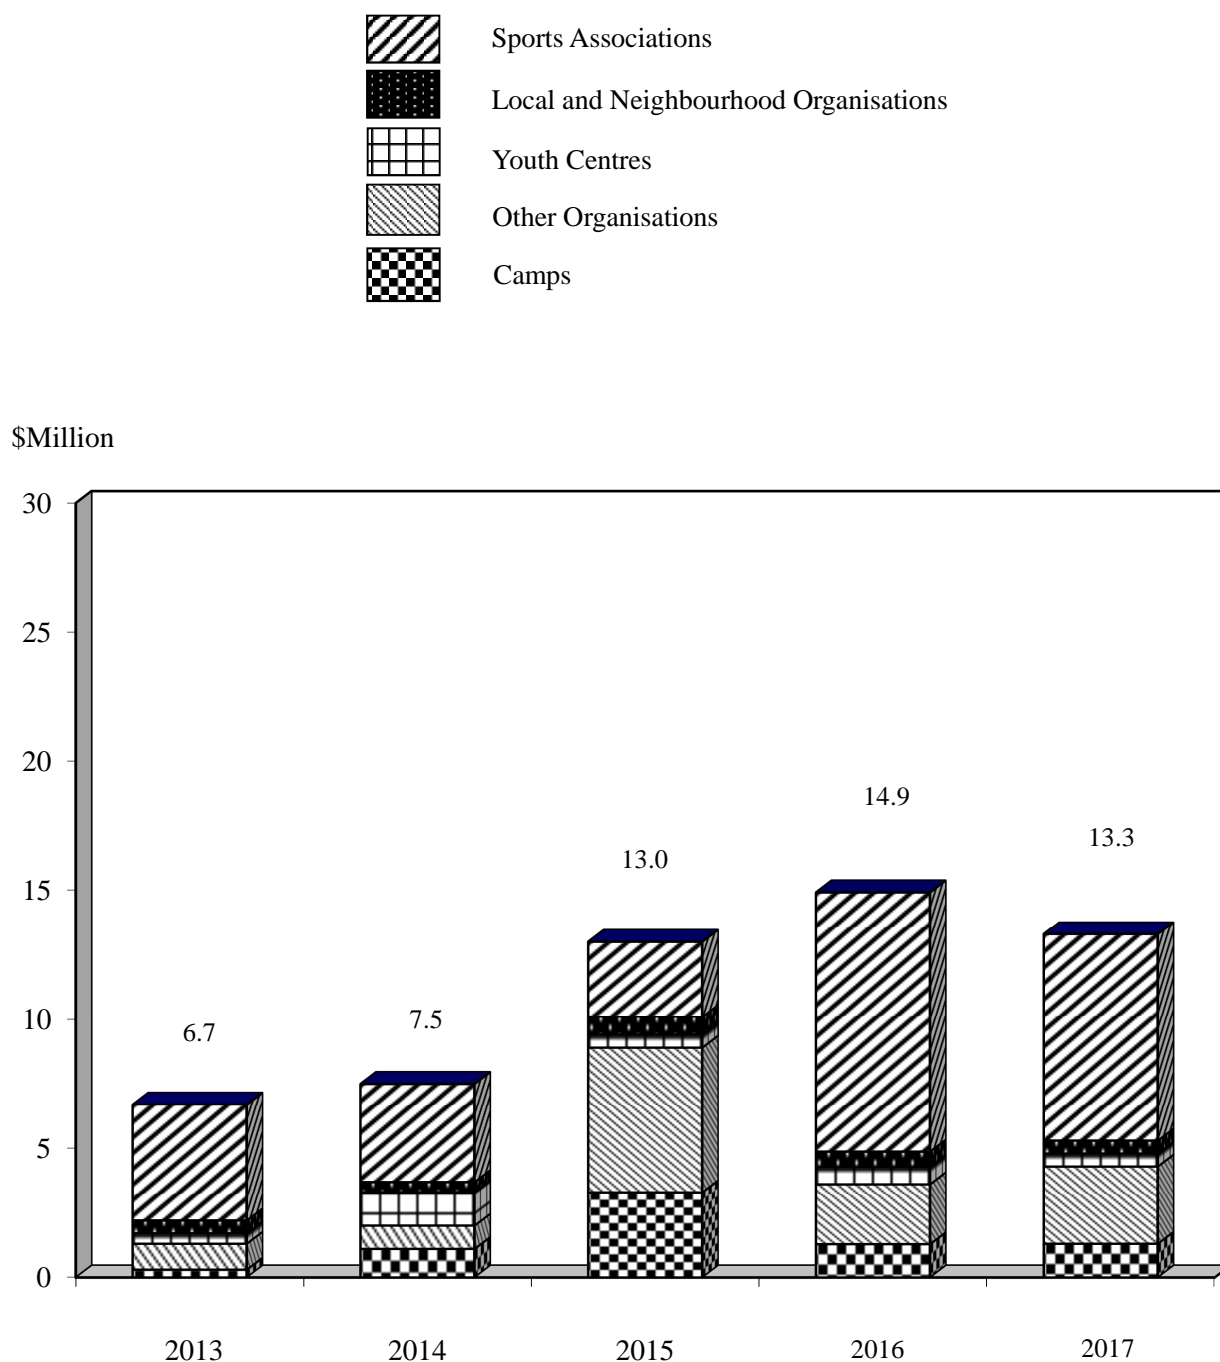 Sports Associations
Local and Neighbourhood Organisations
Youth Centres
Other Organisations
Camps
$Million
30
25
20
15
10
5
0
6.7
7.5
13.0
14.9
13.3
2013
2014
2015
2016
2017